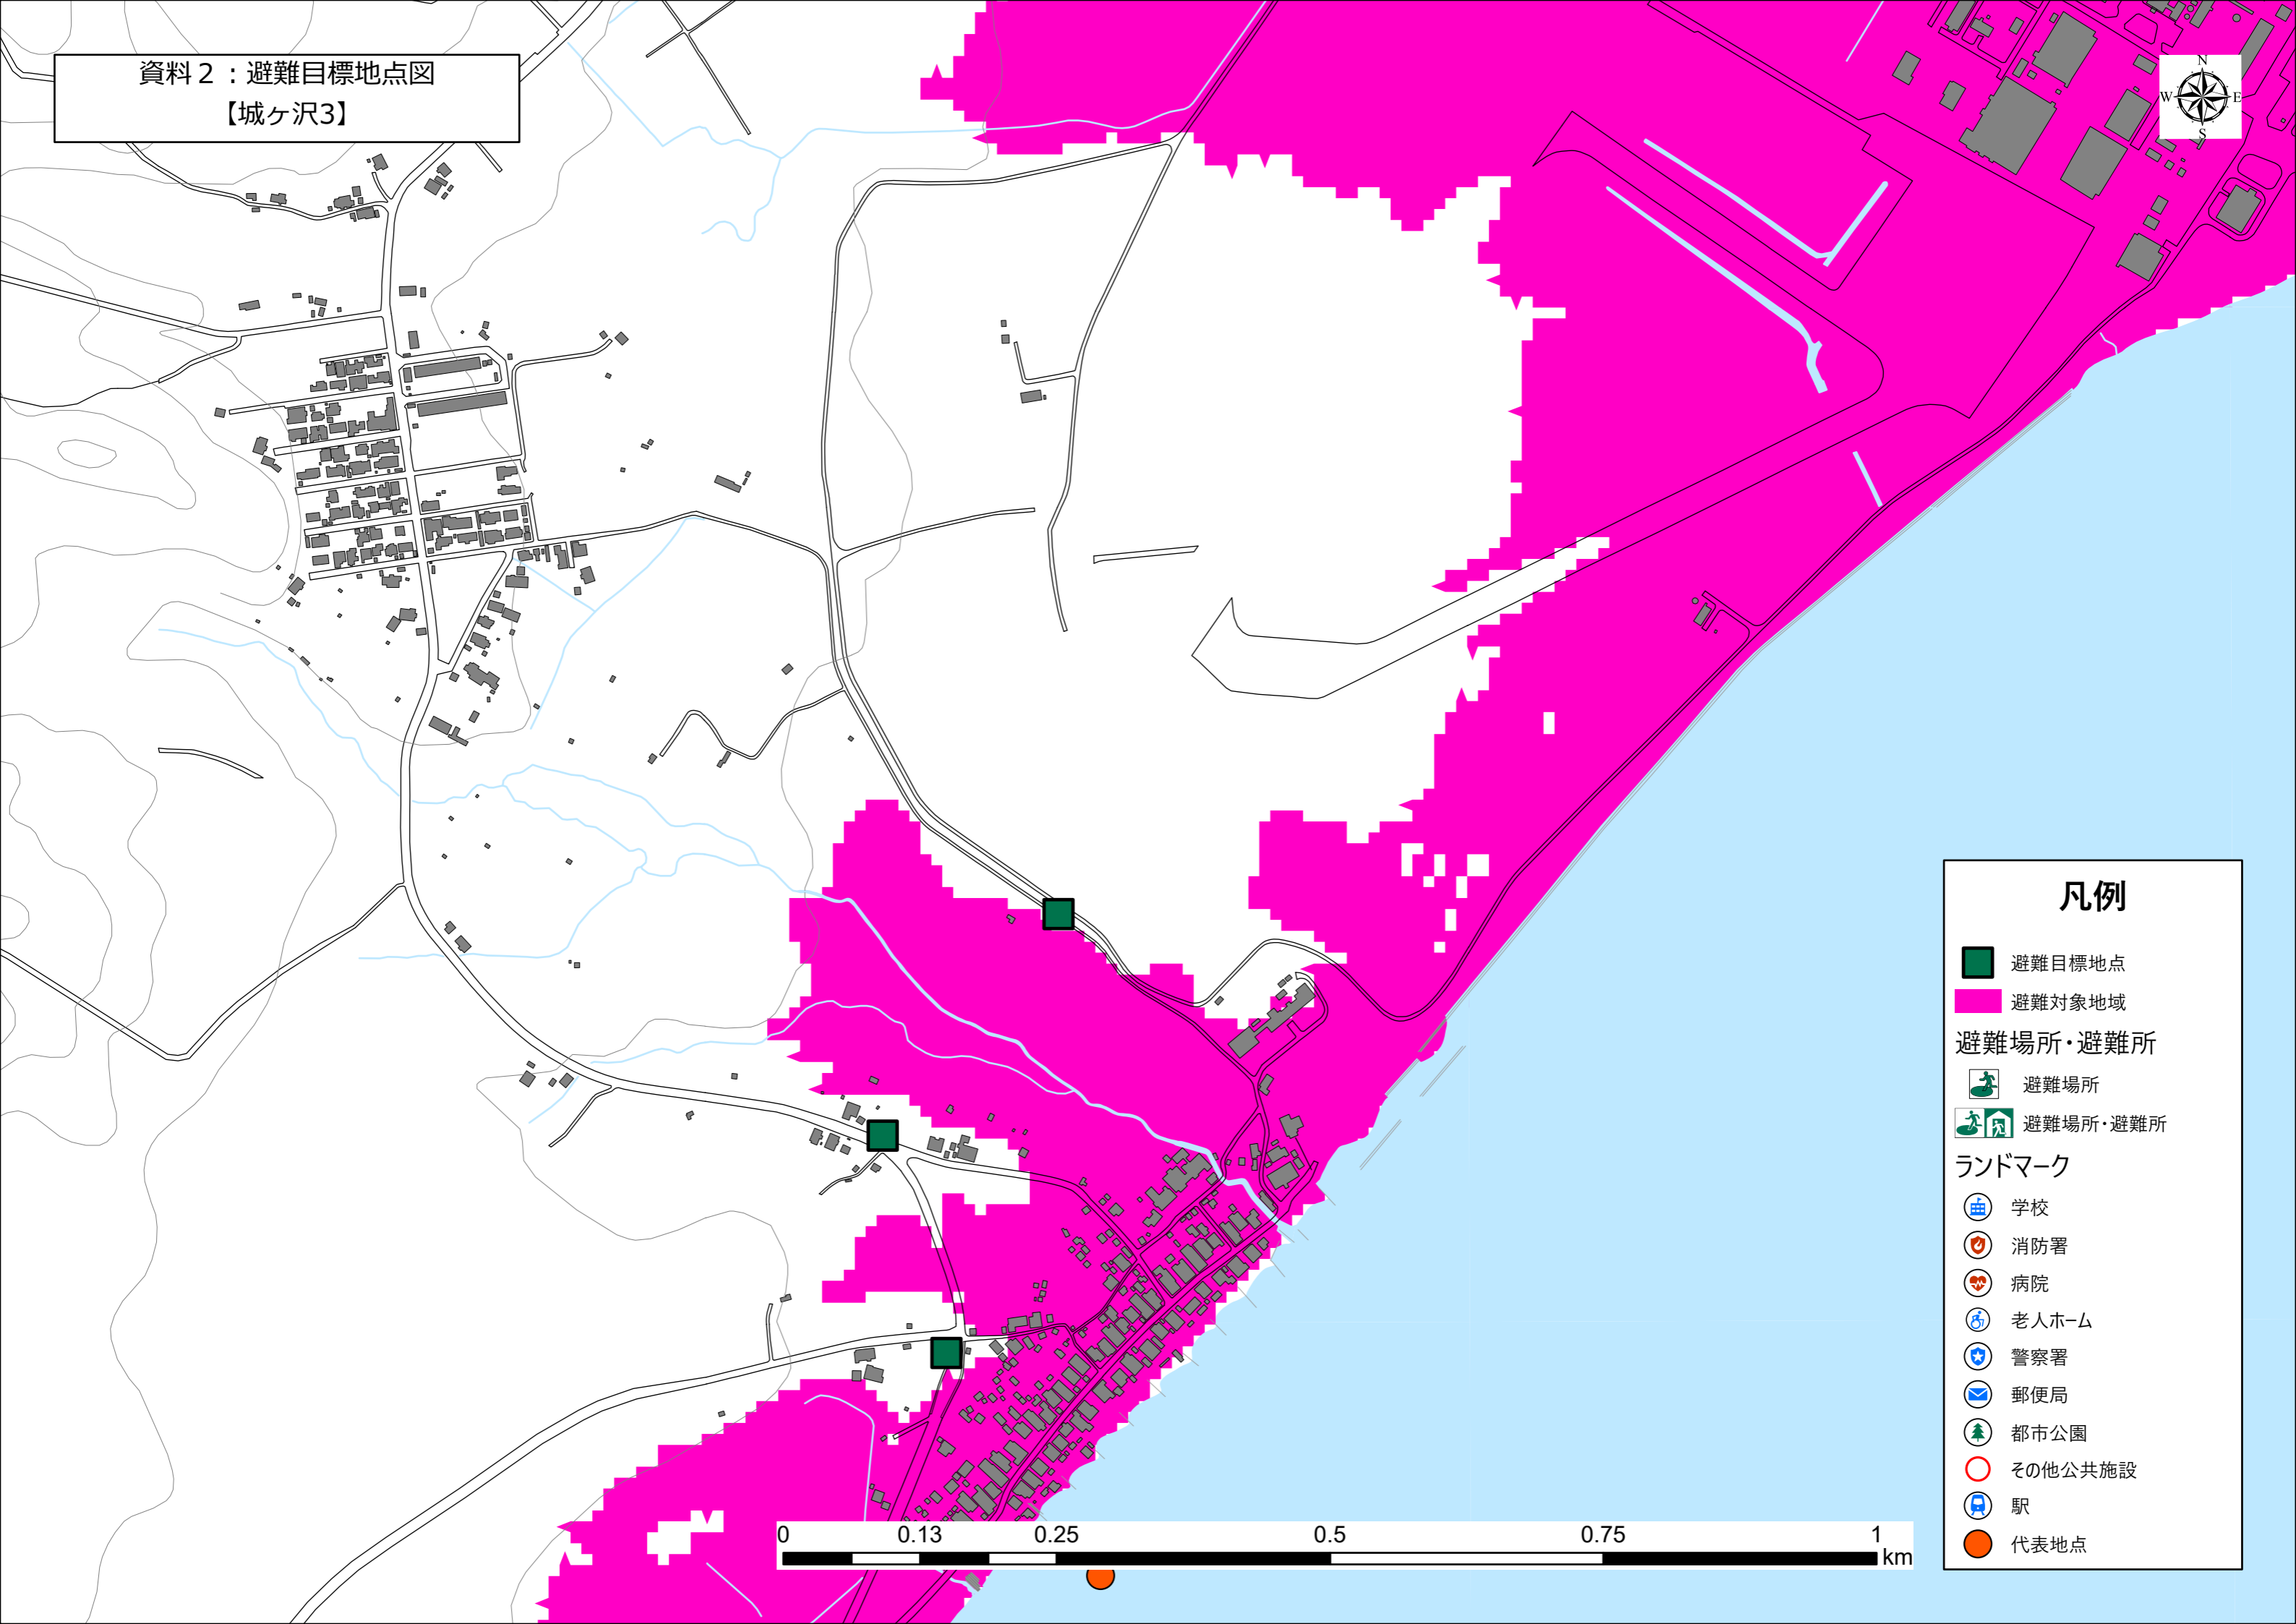 資料２：避難目標地点図
【城ヶ沢3】
N
W
E
S
凡例
避難目標地点
避難対象地域
避難場所・避難所
避難場所
避難場所・避難所
ランドマーク
学校
消防署
病院
老人ホーム
警察署
郵便局
都市公園
その他公共施設
駅
代表地点
0 0.13 0.25 0.5 0.75 1
km